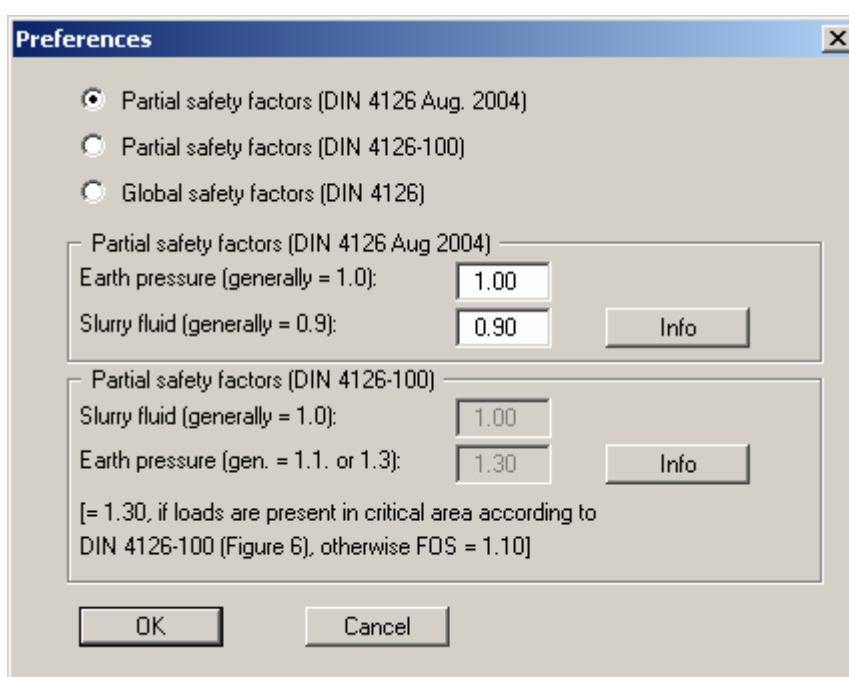 Preferences
Partial safety factors (DIN 4126 Aug. 2004)
Partial safety factors (DIN 4126-100)
Global safety factors (DIN 4126)
Partial safety factors (DIN 4126 Aug 2004)
Earth pressure (generally = 1.0): 1.00
Slurry fluid (generally = 0.9): 0.90 Info
Partial safety factors (DIN 4126-100)
Slurry fluid (generally = 1.0): 1.00
Earth pressure (gen. = 1.1. or 1.3): 1.30 Info
[= 1.30, if loads are present in critical area according to
DIN 4126-100 (Figure 6), otherwise FOS = 1.10]
OK Cancel